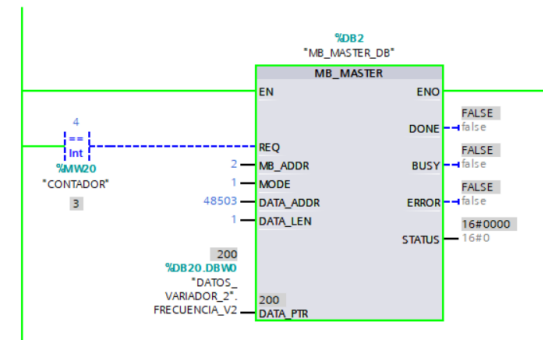 %DB2
"MB_MASTER_DB"
MB_MASTER
EN
ENO
FALSE
DONE
false
4
==
Int
%MW20
"CONTADOR"
3
REQ
FALSE
2
MB_ADDR
BUSY
false
1
MODE
FALSE
48503
DATA_ADDR
ERROR
false
1
DATA_LEN
16#0000
STATUS
16#0
200
%DB20.DBW0
"DATOS_
VARIADOR_2".
FRECUENCIA_V2
200
DATA_PTR